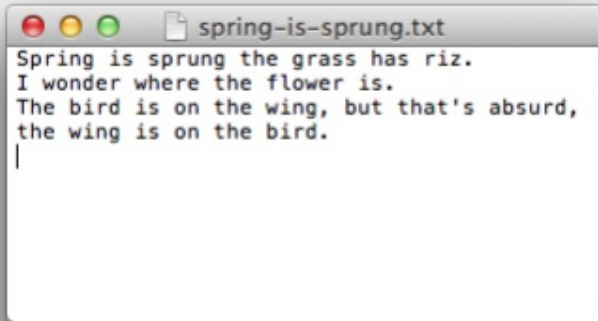 spring-is-sprung.txt
Spring is sprung the grass has riz.
I wonder where the flower is.
The bird is on the wing, but that's absurd,
the wing is on the bird.